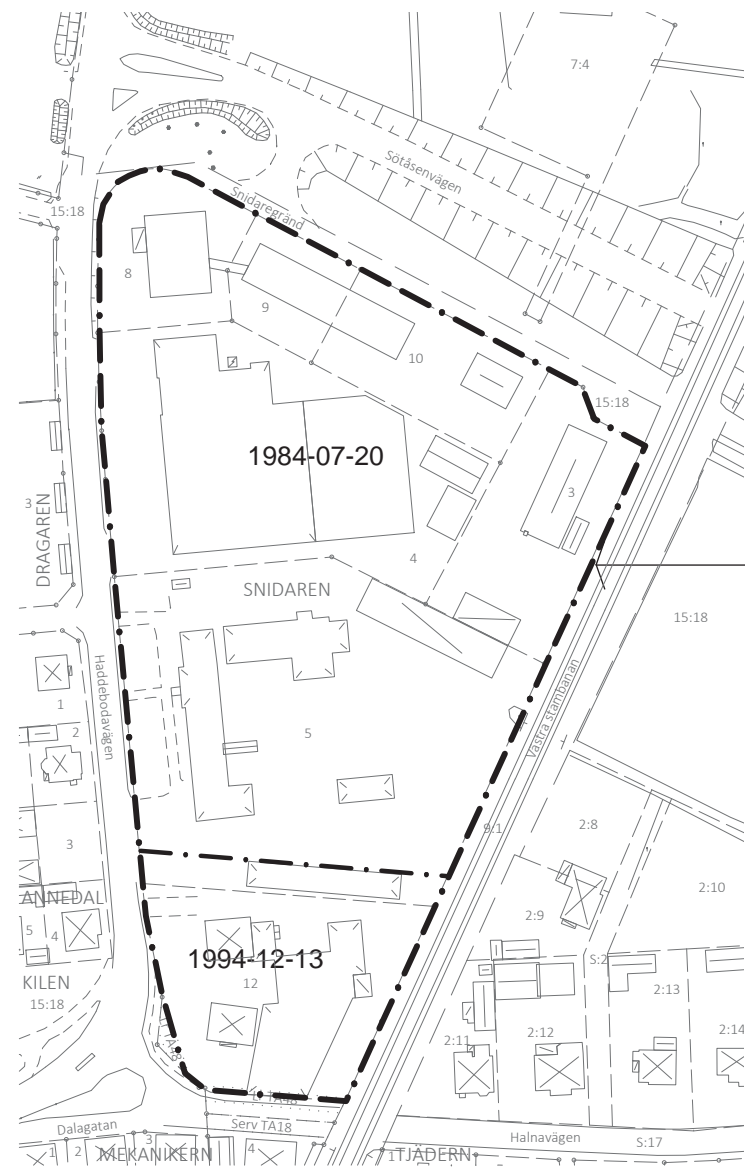 7:4
Sötåsenvägen
15:18
Snidaregränd
8
9
10
15:18
1984-07-20
3
3
DRAGAREN
4
SNIDAREN
15:18
Haddebodavägen
Västra stambanan
1
2
5
9:1
2:8
3
2:10
ANNEDAL
2:9
5
4
1994-12-13
S:2
KILEN
12
2:13
15:18
2:11
2:12
2:14
Dalagatan
Serv TA18
Halnavägen
S:17
1
2
3
MEKANIKERN
4
1
TJÄDERN